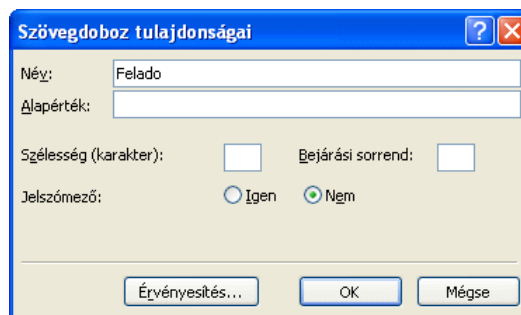 Szövegdoboz tulajdonságai
Név: Felado
Alapérték:
Szélesség (karakter): Bejárási sorrend:
Jelszómező: Igen Nem
Érvényesítés... OK Mégse